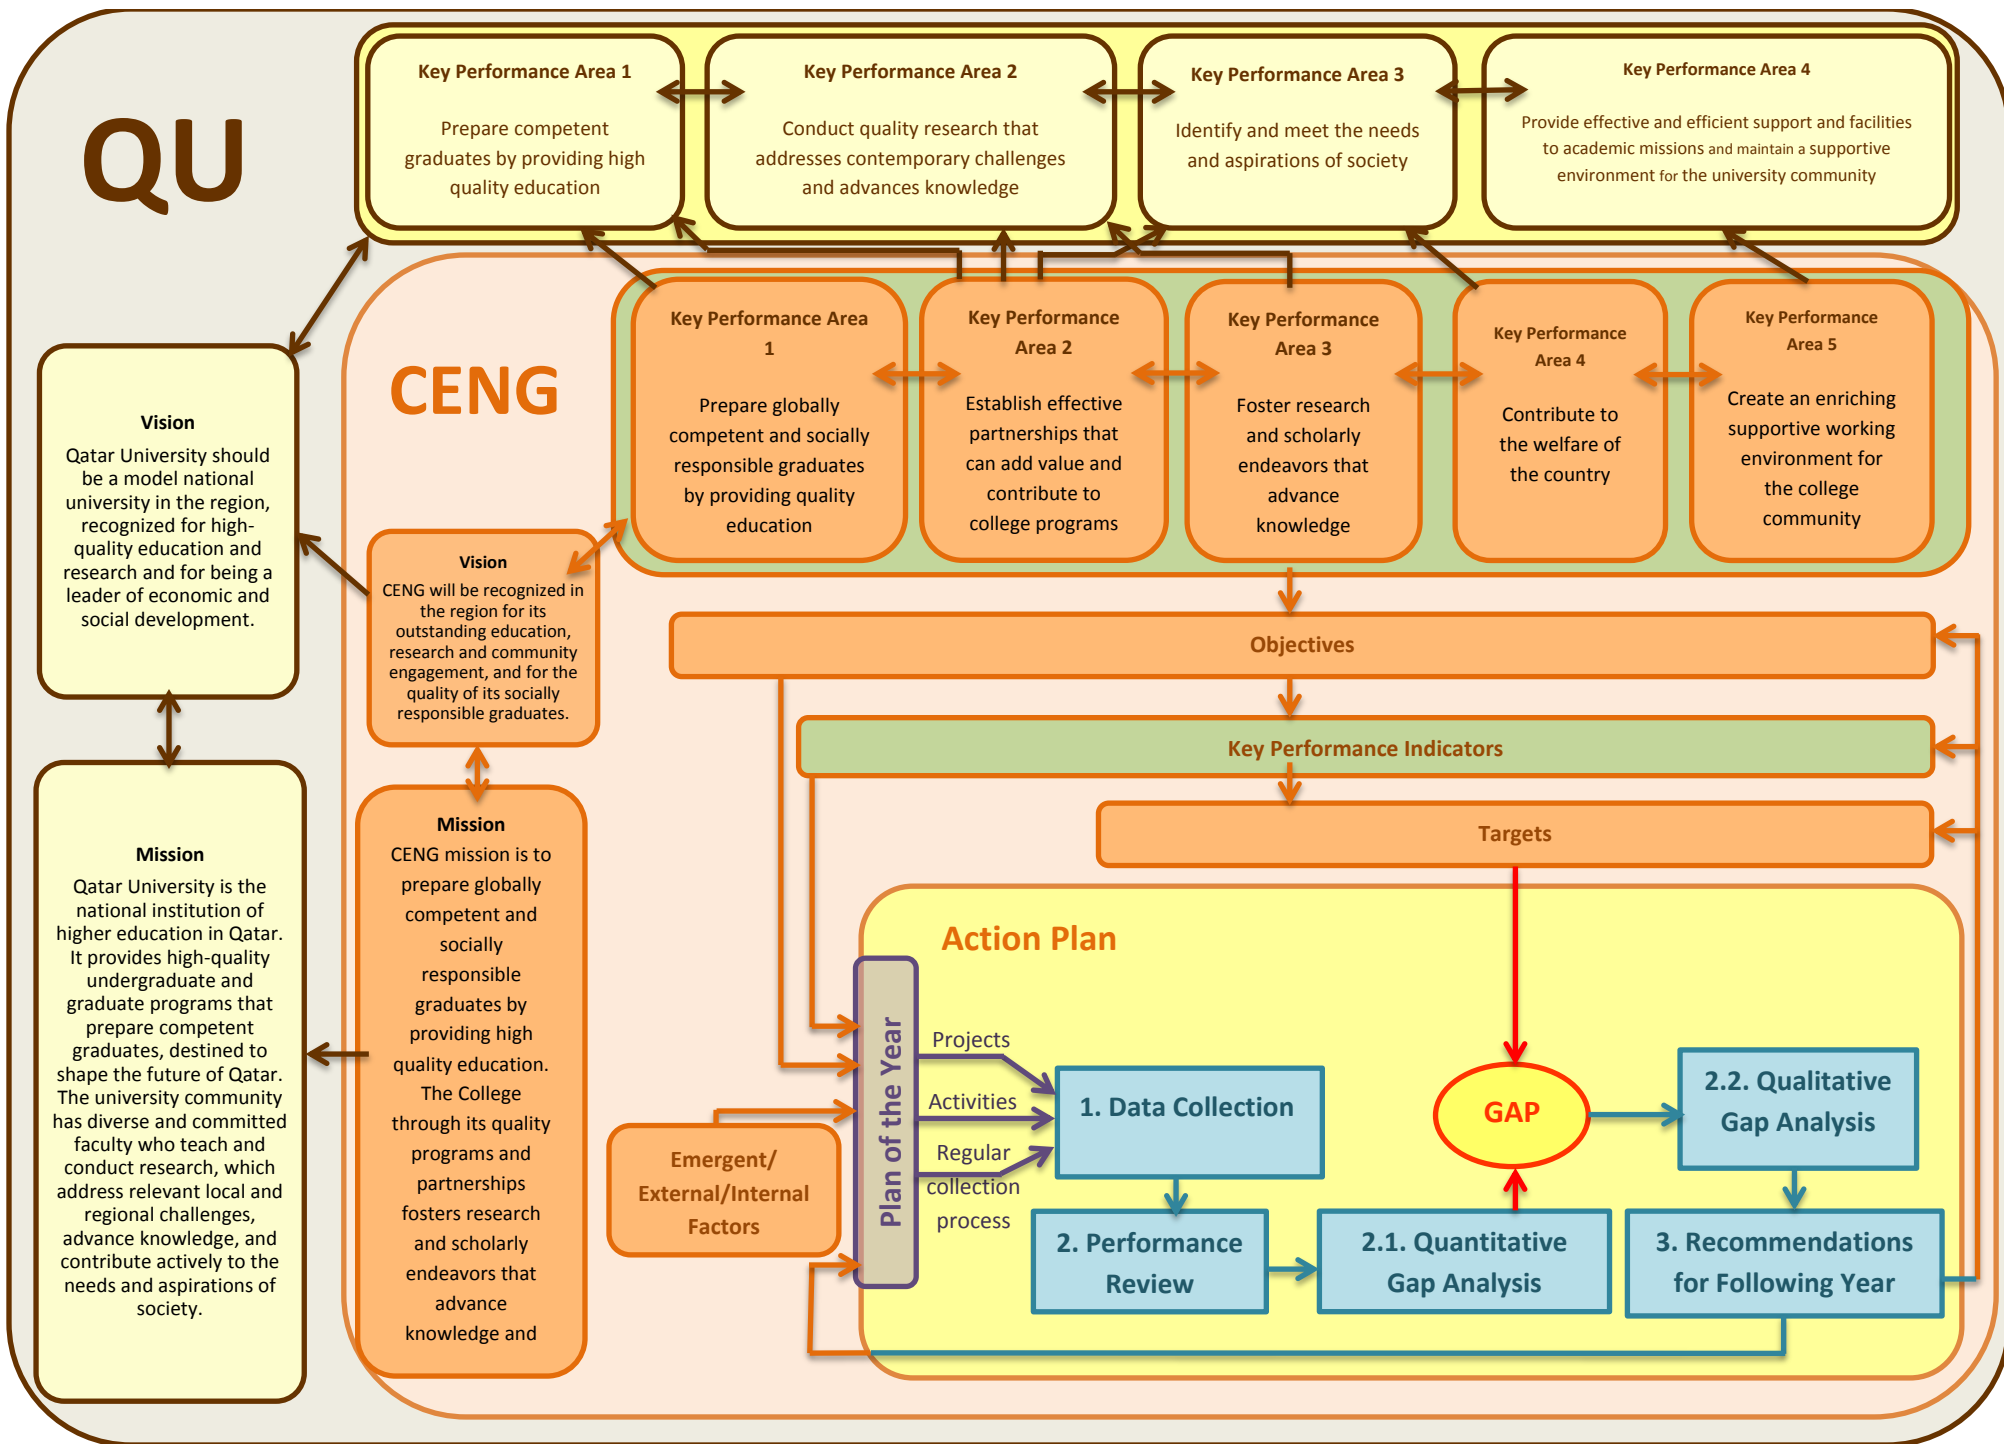 QU
Key Performance Area 1
Prepare competent
graduates by providing high
quality education
Key Performance Area 2
Conduct quality research that
addresses contemporary challenges
and advances knowledge
Key Performance Area 3
Identify and meet the needs
and aspirations of society
Key Performance Area 4
Provide effective and efficient support and facilities
to academic missions and maintain a supportive
environment for the university community
Vision
Qatar University should
be a model national
university in the region,
recognized for high-
quality education and
research and for being a
leader of economic and
social development.
Mission
Qatar University is the
national institution of
higher education in Qatar.
It provides high-quality
undergraduate and
graduate programs that
prepare competent
graduates, destined to
shape the future of Qatar.
The university community
has diverse and committed
faculty who teach and
conduct research, which
address relevant local and
regional challenges,
advance knowledge, and
contribute actively to the
needs and aspirations of
society.
CENG
Key Performance Area
1
Prepare globally
competent and socially
responsible graduates
by providing quality
education
Key Performance
Area 2
Establish effective
partnerships that
can add value and
contribute to
college programs
Key Performance
Area 3
Foster research
and scholarly
endeavors that
advance
knowledge
Key Performance
Area 4
Contribute to
the welfare of
the country
Key Performance
Area 5
Create an enriching
supportive working
environment for
the college
community
Vision
CENG will be recognized in
the region for its
outstanding education,
research and community
engagement, and for the
quality of its socially
responsible graduates.
Mission
CENG mission is to
prepare globally
competent and
socially
responsible
graduates by
providing high
quality education.
The College
through its quality
programs and
partnerships
fosters research
and scholarly
endeavors that
advance
knowledge and
Objectives
Key Performance Indicators
Targets
Action Plan
Emergent/
External/Internal
Factors
Plan of the Year
Projects
Activities
Regular
collection
process
1. Data Collection
2. Performance
Review
2.1. Quantitative
Gap Analysis
GAP
2.2. Qualitative
Gap Analysis
3. Recommendations
for Following Year